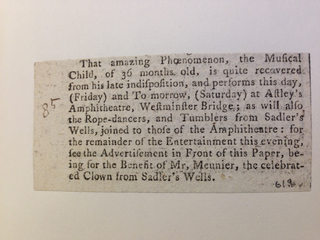 That amazing Phœnomenon, the Muſical
Child, of 36 months old, is quite recovered
from his late indiſpoſition, and performs this day,
(Friday) and To-morrow, (Saturday) at Aſtley's
Amphitheatre, Weſtminſter Bridge; as will alſo
the Rope-dancers, and Tumblers from Sadler's
Wells, joined to thoſe of the Amphitheatre: for
the remainder of the Entertainment this evening,
ſee the Advertiſement in Front of this Paper, be-
ing for the Benefit of Mr. Meunier, the celebrat-
ed Clown from Sadler's Wells.
85